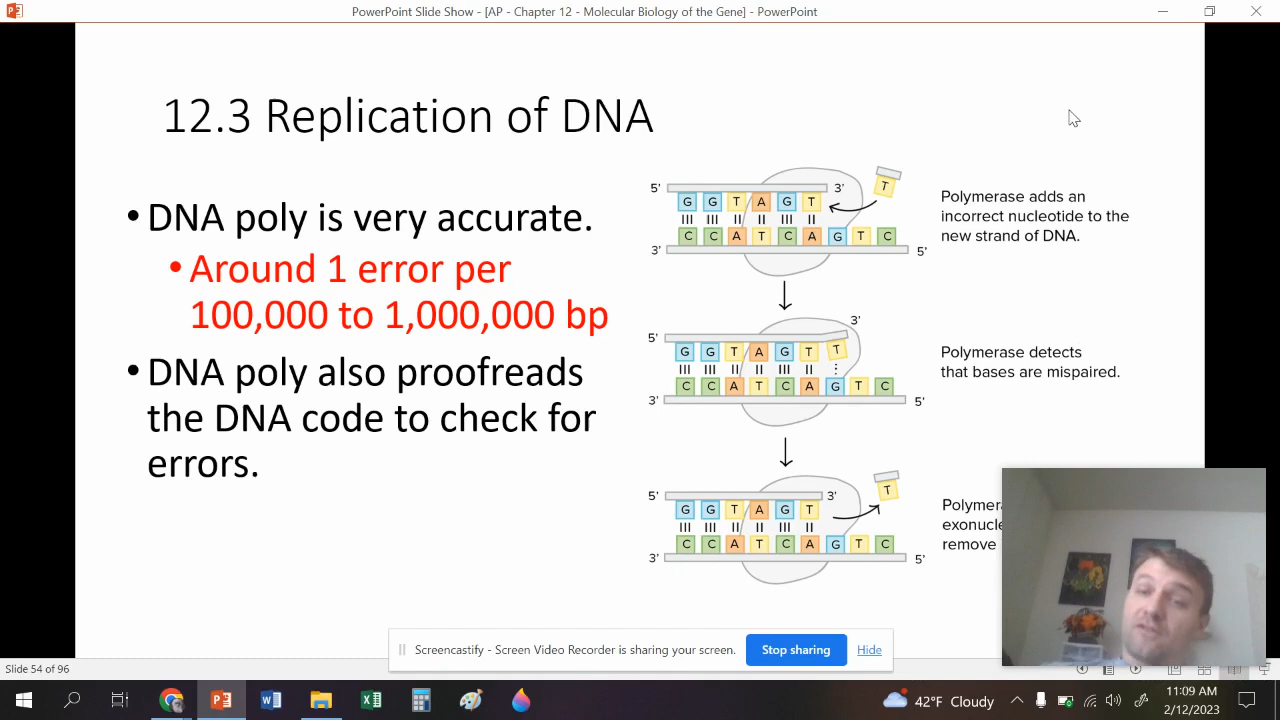 PowerPoint Slide Show - [AP - Chapter 12 - Molecular Biology of the Gene] - PowerPoint
12.3 Replication of DNA
• DNA poly is very accurate.
• Around 1 error per
100,000 to 1,000,000 bp
• DNA poly also proofreads
the DNA code to check for
errors.
T
5' 3'
G G T A G T
C C A T C A G T C
3' 5'
Polymerase adds an
incorrect nucleotide to the
new strand of DNA.
3'
5'
G G T A G T T
C C A T C A G T C
3' 5'
Polymerase detects
that bases are mispaired.
T
5' 3'
G G T A G T
C C A T C A G T C
3' 5'
remove
Screencastify - Screen Video Recorder is sharing your screen.
Stop sharing
Hide
Slide 54 of 96
42°F Cloudy
11:09 AM
2/12/2023